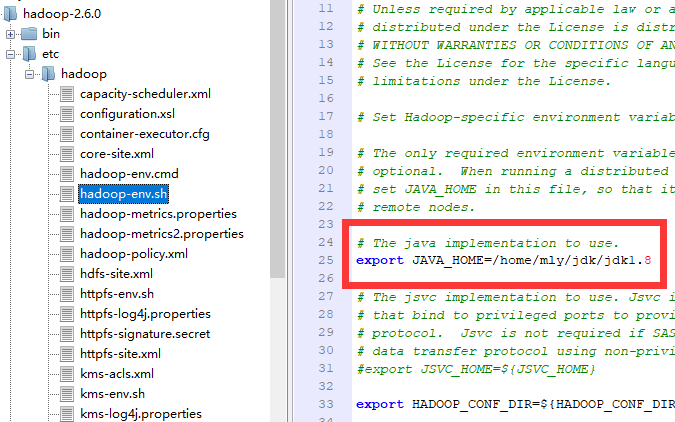 hadoop-2.6.0
bin
etc
hadoop
capacity-scheduler.xml
configuration.xsl
container-executor.cfg
core-site.xml
hadoop-env.cmd
hadoop-env.sh
hadoop-metrics.properties
hadoop-metrics2.properties
hadoop-policy.xml
hdfs-site.xml
httpfs-env.sh
httpfs-log4j.properties
httpfs-signature.secret
httpfs-site.xml
kms-acls.xml
kms-env.sh
kms-log4j.properties
11 # Unless required by applicable law or a
12 # distributed under the License is distr
13 # WITHOUT WARRANTIES OR CONDITIONS OF AN
14 # See the License for the specific langu
15 # limitations under the License.
16
17 # Set Hadoop-specific environment variab
18
19 # The only required environment variable
20 # optional.  When running a distributed
21 # set JAVA_HOME in this file, so that it
22 # remote nodes.
23
24 # The java implementation to use.
25 export JAVA_HOME=/home/mly/jdk/jdk1.8
26
27 # The jsvc implementation to use. Jsvc i
28 # that bind to privileged ports to provi
29 # protocol.  Jsvc is not required if SAS
30 # data transfer protocol using non-privi
31 #export JSVC_HOME=${JSVC_HOME}
32
33 export HADOOP_CONF_DIR=${HADOOP_CONF_DIR